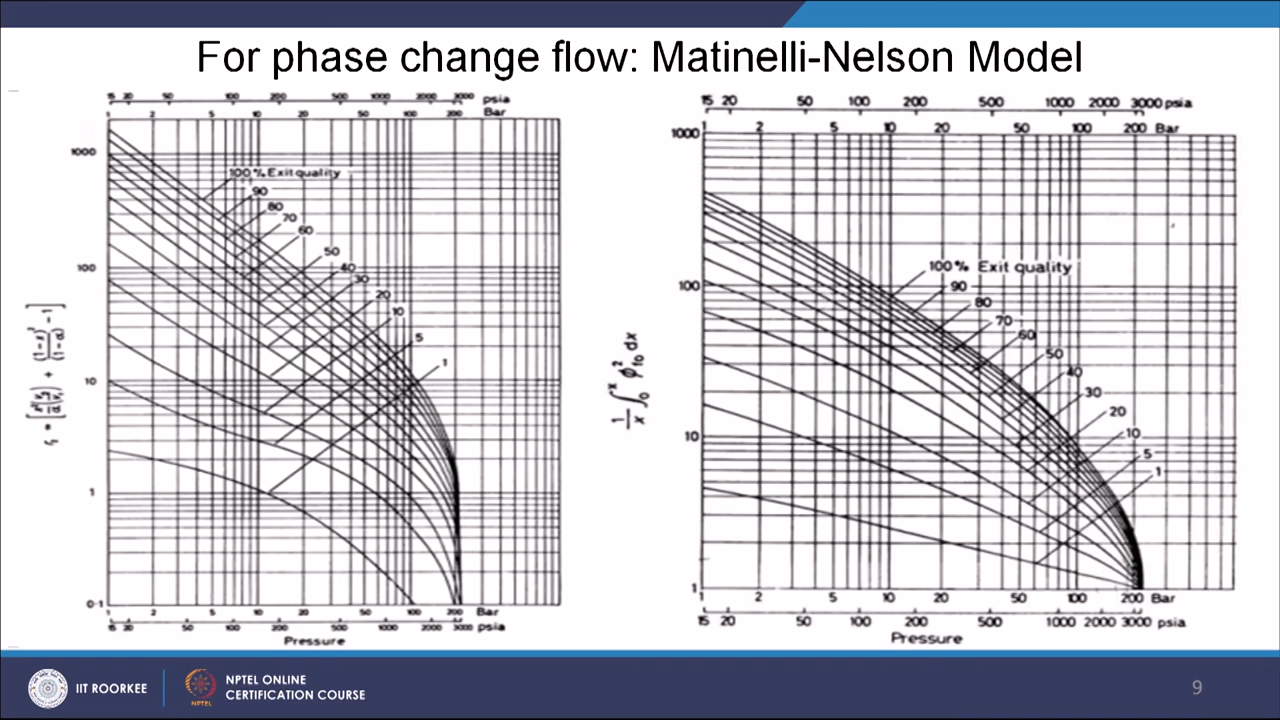 For phase change flow: Matinelli-Nelson Model
15 20 50 100 200 500 1000 2000 3000 psia
1 2 5 10 20 50 100 200 Bar
1000
100
10
1
0·1
100% Exit quality
90
80
70
60
50
40
30
20
10
5
1
1 2 5 10 20 50 100 200 Bar
15 20 50 100 200 500 1000 2000 3000 psia
Pressure
15 20 50 100 200 500 1000 2000 3000 psia
1 2 5 10 20 50 100 200 Bar
1000
100
10
1
1/x ∫₀ˣ ϕ²fo dx
100% Exit quality
90
80
70
60
50
40
30
20
10
5
1
1 2 5 10 20 50 100 200 Bar
15 20 50 100 200 500 1000 2000 3000 psia
Pressure
IIT ROORKEE
NPTEL ONLINE
CERTIFICATION COURSE
NPTEL
9